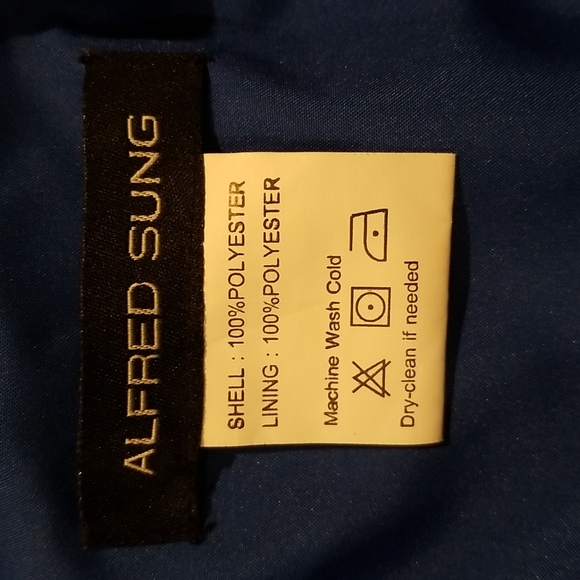 ALFRED SUNG
SHELL : 100%POLYESTER
LINING : 100%POLYESTER
Machine Wash Cold
Dry-clean if needed